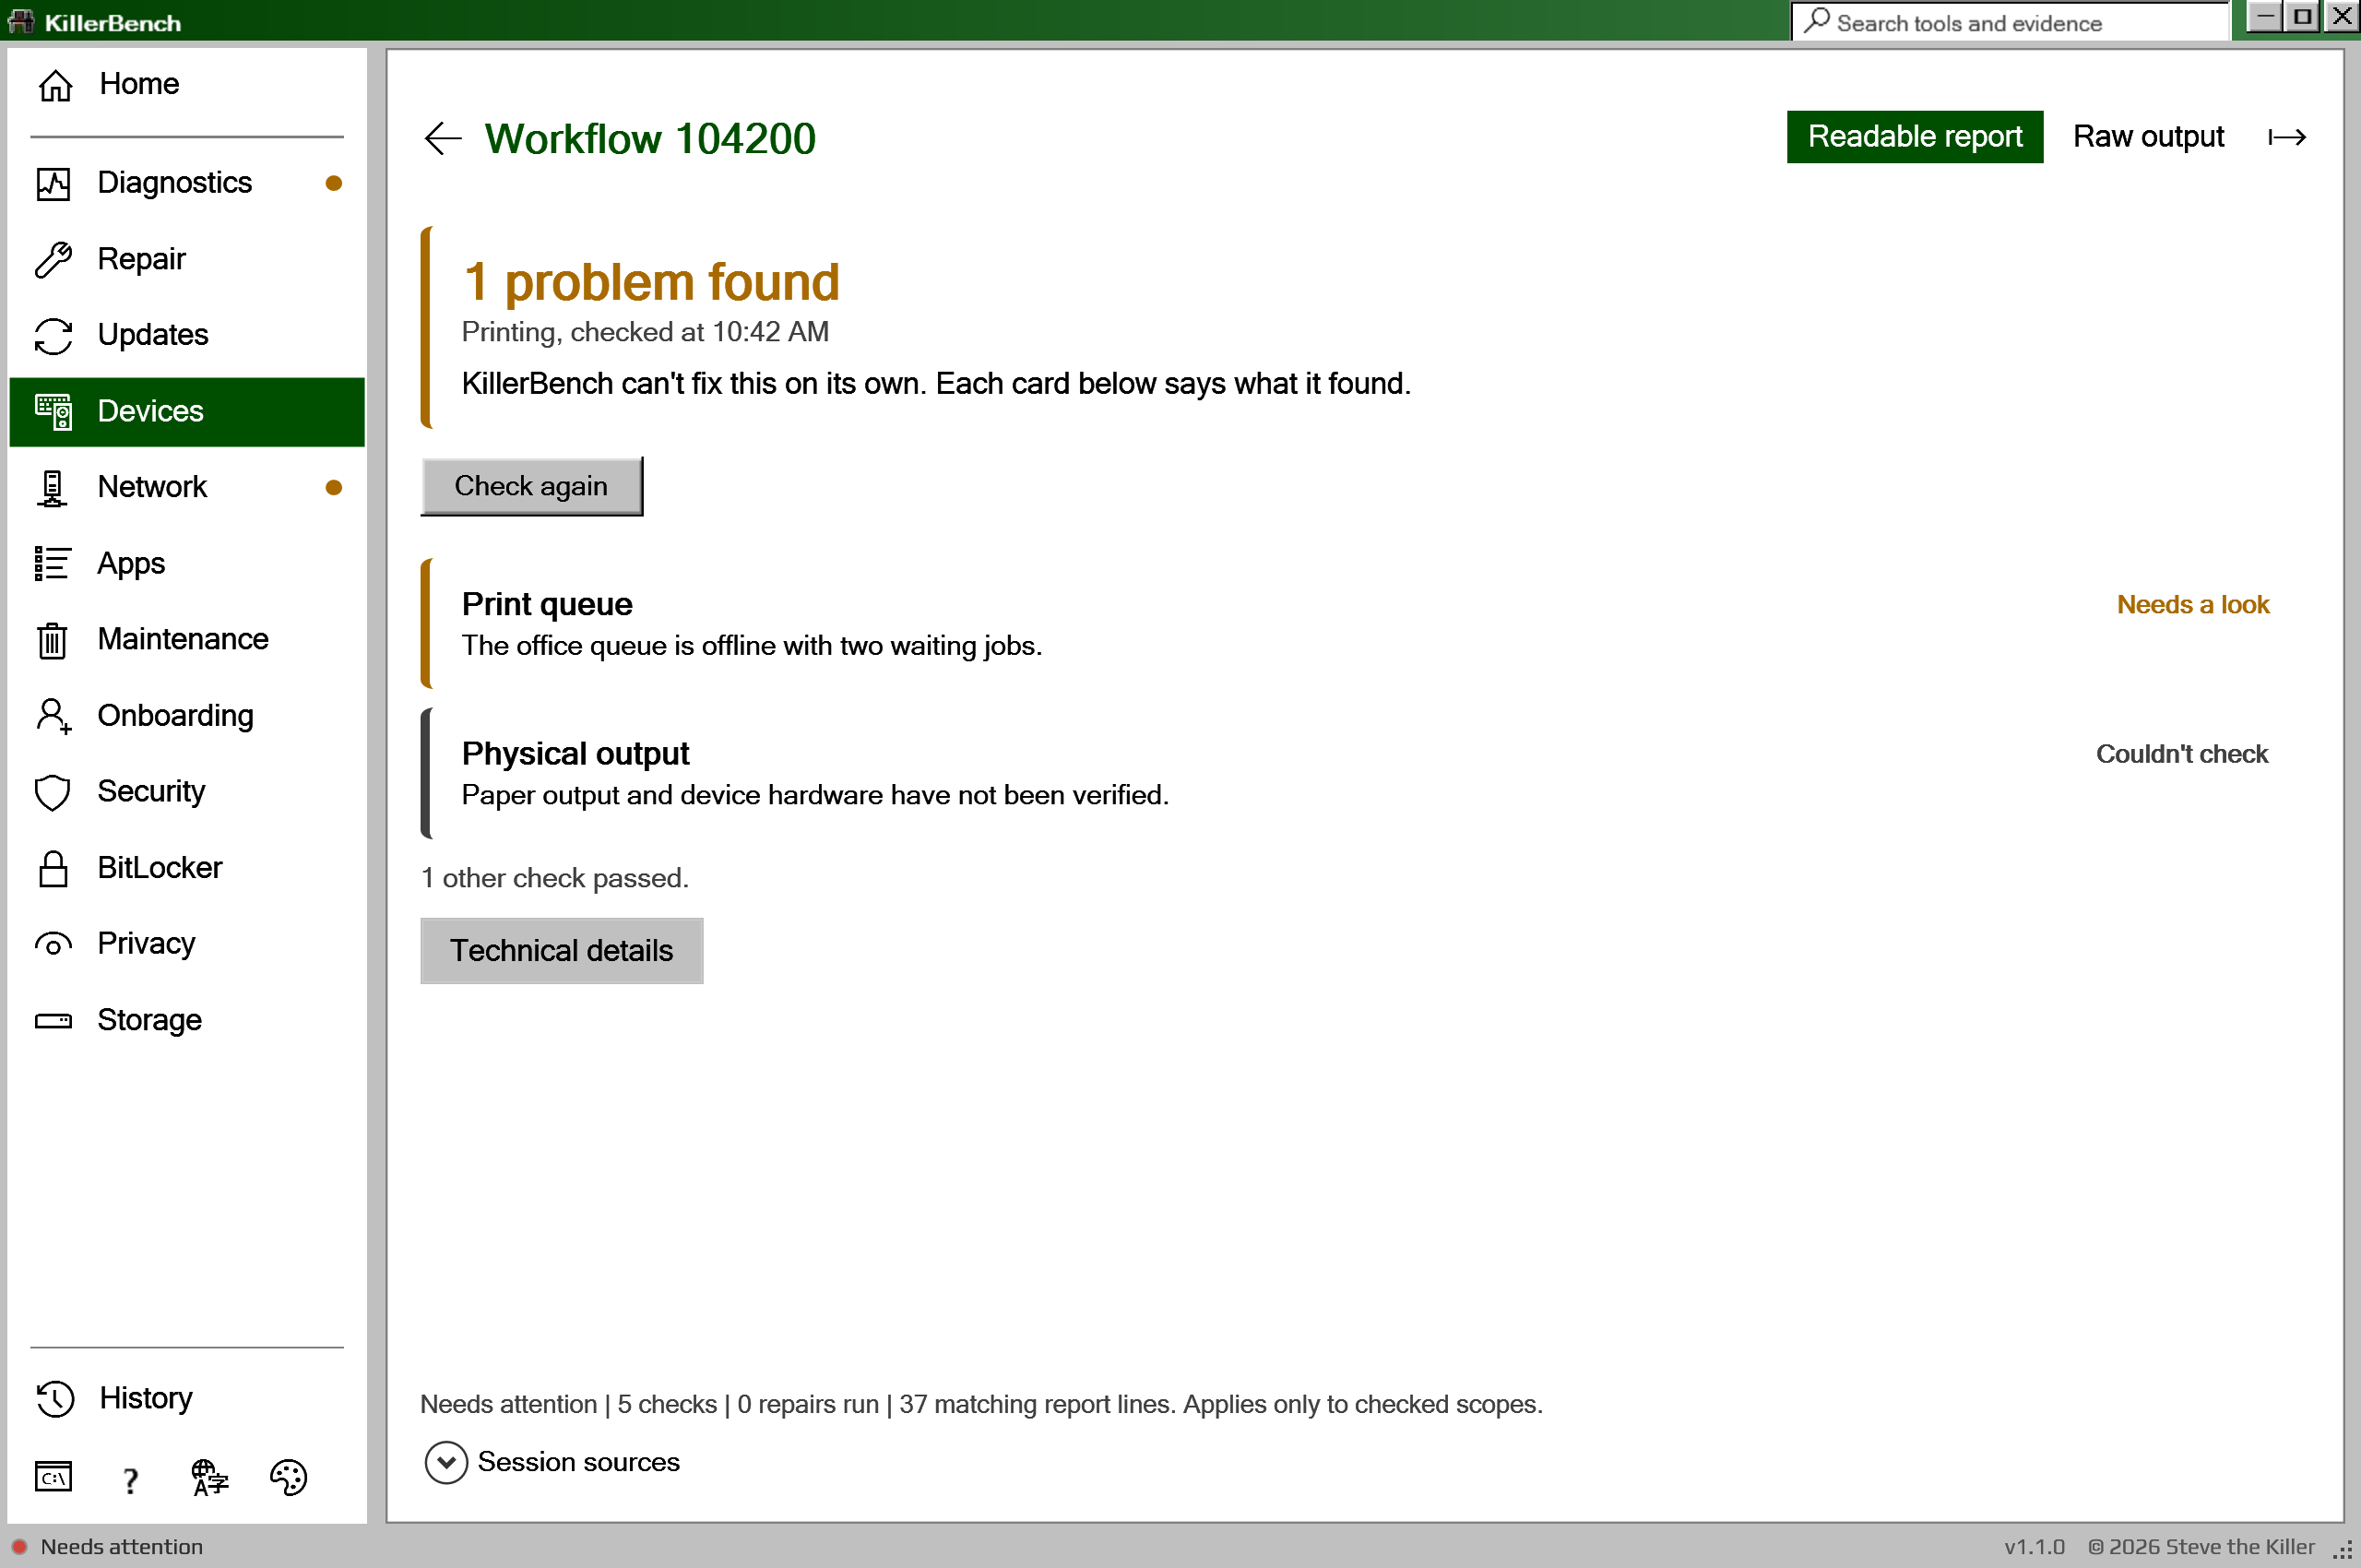 KillerBench
Search tools and evidence
Home
Diagnostics
Repair
Updates
Devices
Network
Apps
Maintenance
Onboarding
Security
BitLocker
Privacy
Storage
History
C:\
?
A字
Workflow 104200
Readable report
Raw output
1 problem found
Printing, checked at 10:42 AM
KillerBench can't fix this on its own. Each card below says what it found.
Check again
Print queue
Needs a look
The office queue is offline with two waiting jobs.
Physical output
Couldn't check
Paper output and device hardware have not been verified.
1 other check passed.
Technical details
Needs attention | 5 checks | 0 repairs run | 37 matching report lines. Applies only to checked scopes.
Session sources
Needs attention
v1.1.0 © 2026 Steve the Killer